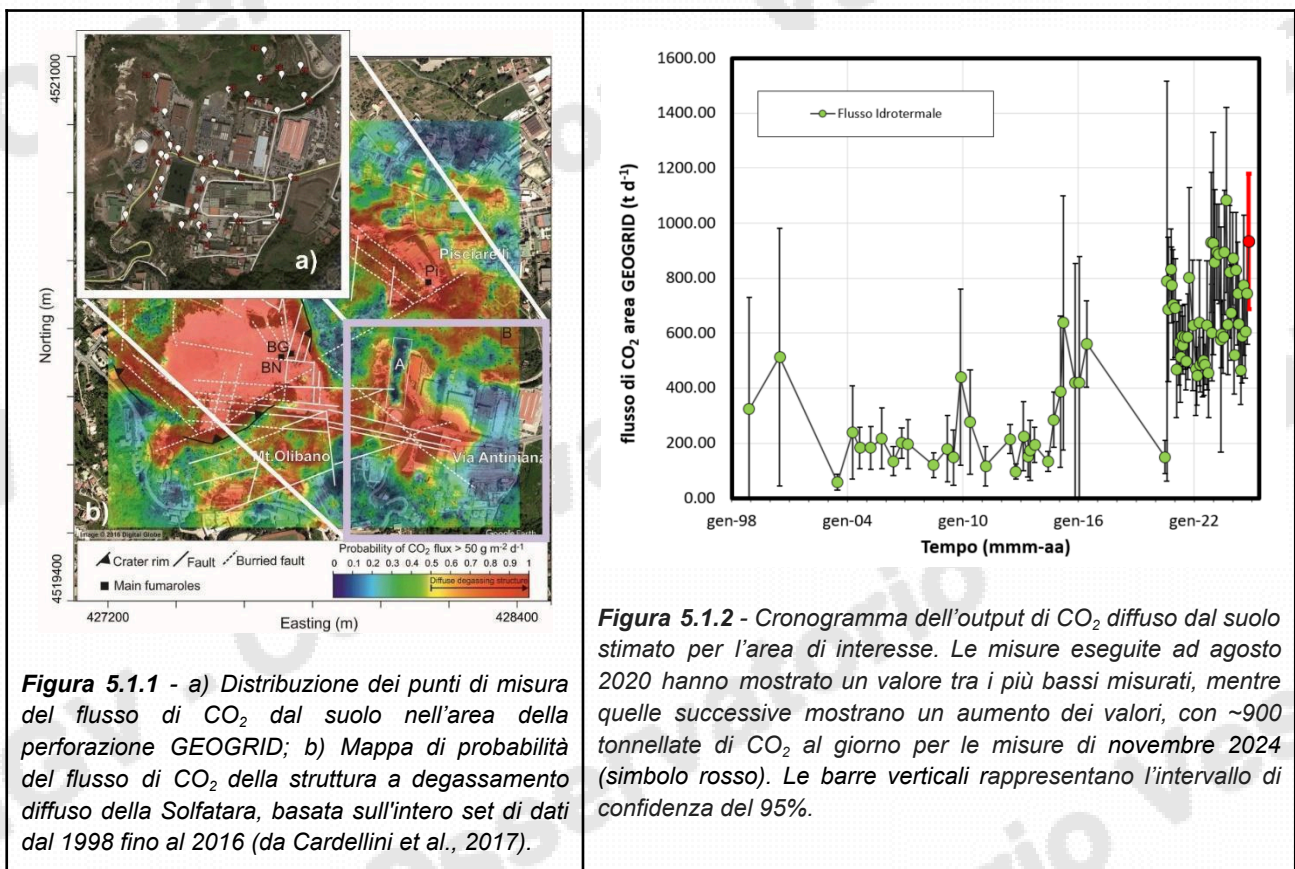 4521000
Norting (m)
4519400
427200
Easting (m)
428400
a)
b)
Pisciarelli
Pi
BG
BN
A
B
Mt.Olibano
Via Antiniana
Image © 2016 Digital Globe
Google Earth
Crater rim
Fault
Burried fault
Main fumaroles
Probability of CO₂ flux > 50 g m⁻² d⁻¹
0 0.1 0.2 0.3 0.4 0.5 0.6 0.7 0.8 0.9 1
Diffuse degassing structure
Figura 5.1.1 - a) Distribuzione dei punti di misura
del flusso di CO₂ dal suolo nell'area della
perforazione GEOGRID; b) Mappa di probabilità
del flusso di CO₂ della struttura a degassamento
diffuso della Solfatara, basata sull'intero set di dati
dal 1998 fino al 2016 (da Cardellini et al., 2017).
flusso di CO₂ area GEOGRID (t d⁻¹)
1600.00
1400.00
1200.00
1000.00
800.00
600.00
400.00
200.00
0.00
Flusso Idrotermale
gen-98 gen-04 gen-10 gen-16 gen-22
Tempo (mmm-aa)
Figura 5.1.2 - Cronogramma dell'output di CO₂ diffuso dal suolo
stimato per l'area di interesse. Le misure eseguite ad agosto
2020 hanno mostrato un valore tra i più bassi misurati, mentre
quelle successive mostrano un aumento dei valori, con ~900
tonnellate di CO₂ al giorno per le misure di novembre 2024
(simbolo rosso). Le barre verticali rappresentano l'intervallo di
confidenza del 95%.